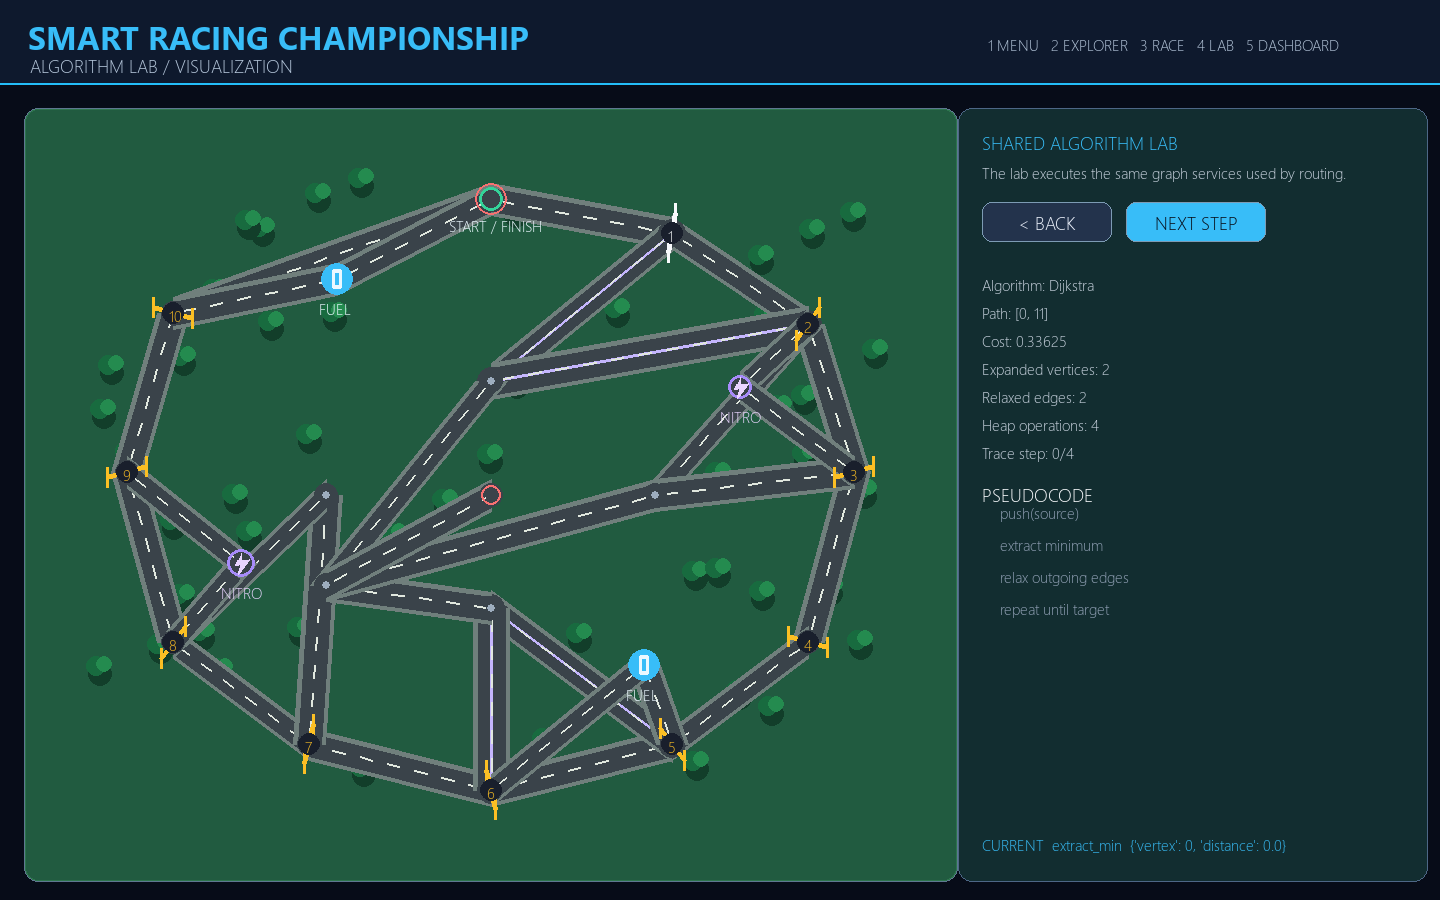 SMART RACING CHAMPIONSHIP
ALGORITHM LAB / VISUALIZATION
1 MENU 2 EXPLORER 3 RACE 4 LAB 5 DASHBOARD
START / FINISH
1
FUEL
10
2
NITRO
9
3
NITRO
8
4
FUEL
7
5
6
SHARED ALGORITHM LAB
The lab executes the same graph services used by routing.
< BACK
NEXT STEP
Algorithm: Dijkstra
Path: [0, 11]
Cost: 0.33625
Expanded vertices: 2
Relaxed edges: 2
Heap operations: 4
Trace step: 0/4
PSEUDOCODE
push(source)
extract minimum
relax outgoing edges
repeat until target
CURRENT extract_min {'vertex': 0, 'distance': 0.0}